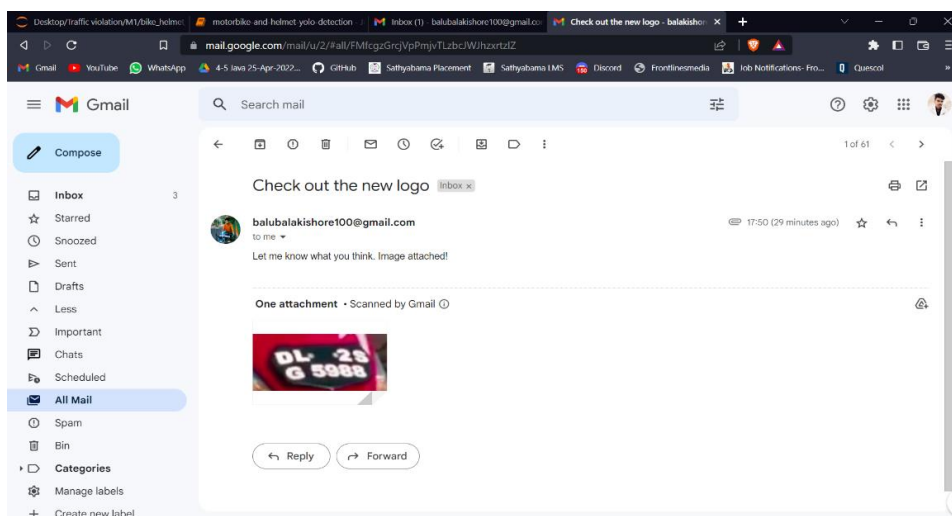 Desktop/Traffic violation/M1/bike_helmet
motorbike-and-helmet-yolo-detection - J
Inbox (1) - balubalakishore100@gmail.co
Check out the new logo - balakishor
mail.google.com/mail/u/2/#all/FMfcgzGrcjVpPmjvTLzbcJWJhzxrtzlZ
Gmail
YouTube
WhatsApp
4-5 Java 25-Apr-2022...
GitHub
Sathyabama Placement
Sathyabama LMS
Discord
Frontlinesmedia
Job Notifications- Fro...
Quescol
Gmail
Search mail
Compose
1 of 61
Inbox 3
Starred
Snoozed
Sent
Drafts
Less
Important
Chats
Scheduled
All Mail
Spam
Bin
Categories
Manage labels
Create new label
Check out the new logo Inbox x
balubalakishore100@gmail.com
17:50 (29 minutes ago)
to me
Let me know what you think. Image attached!
One attachment • Scanned by Gmail
DL 2S
G 5988
Reply
Forward